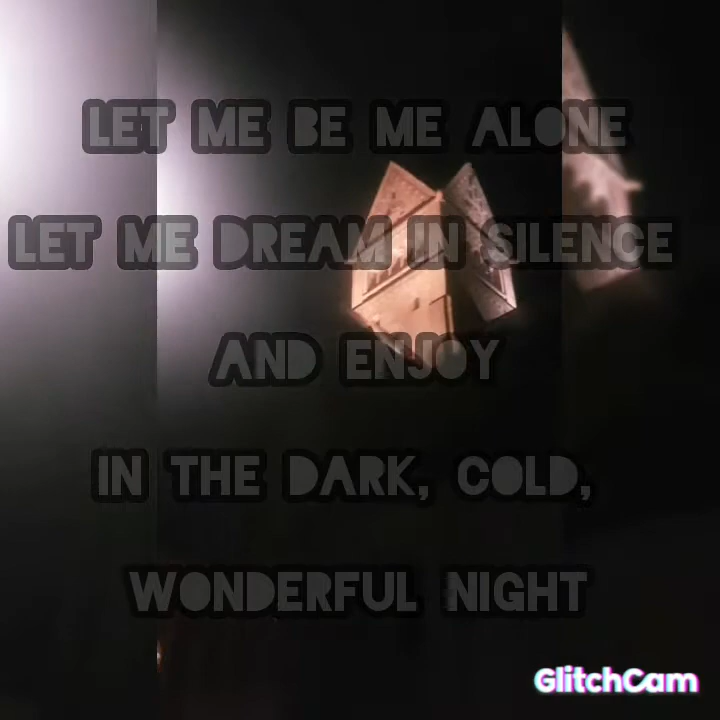 LET ME BE ME ALONE
LET ME DREAM IN SILENCE
AND ENJOY
IN THE DARK, COLD,
WONDERFUL NIGHT
GlitchCam